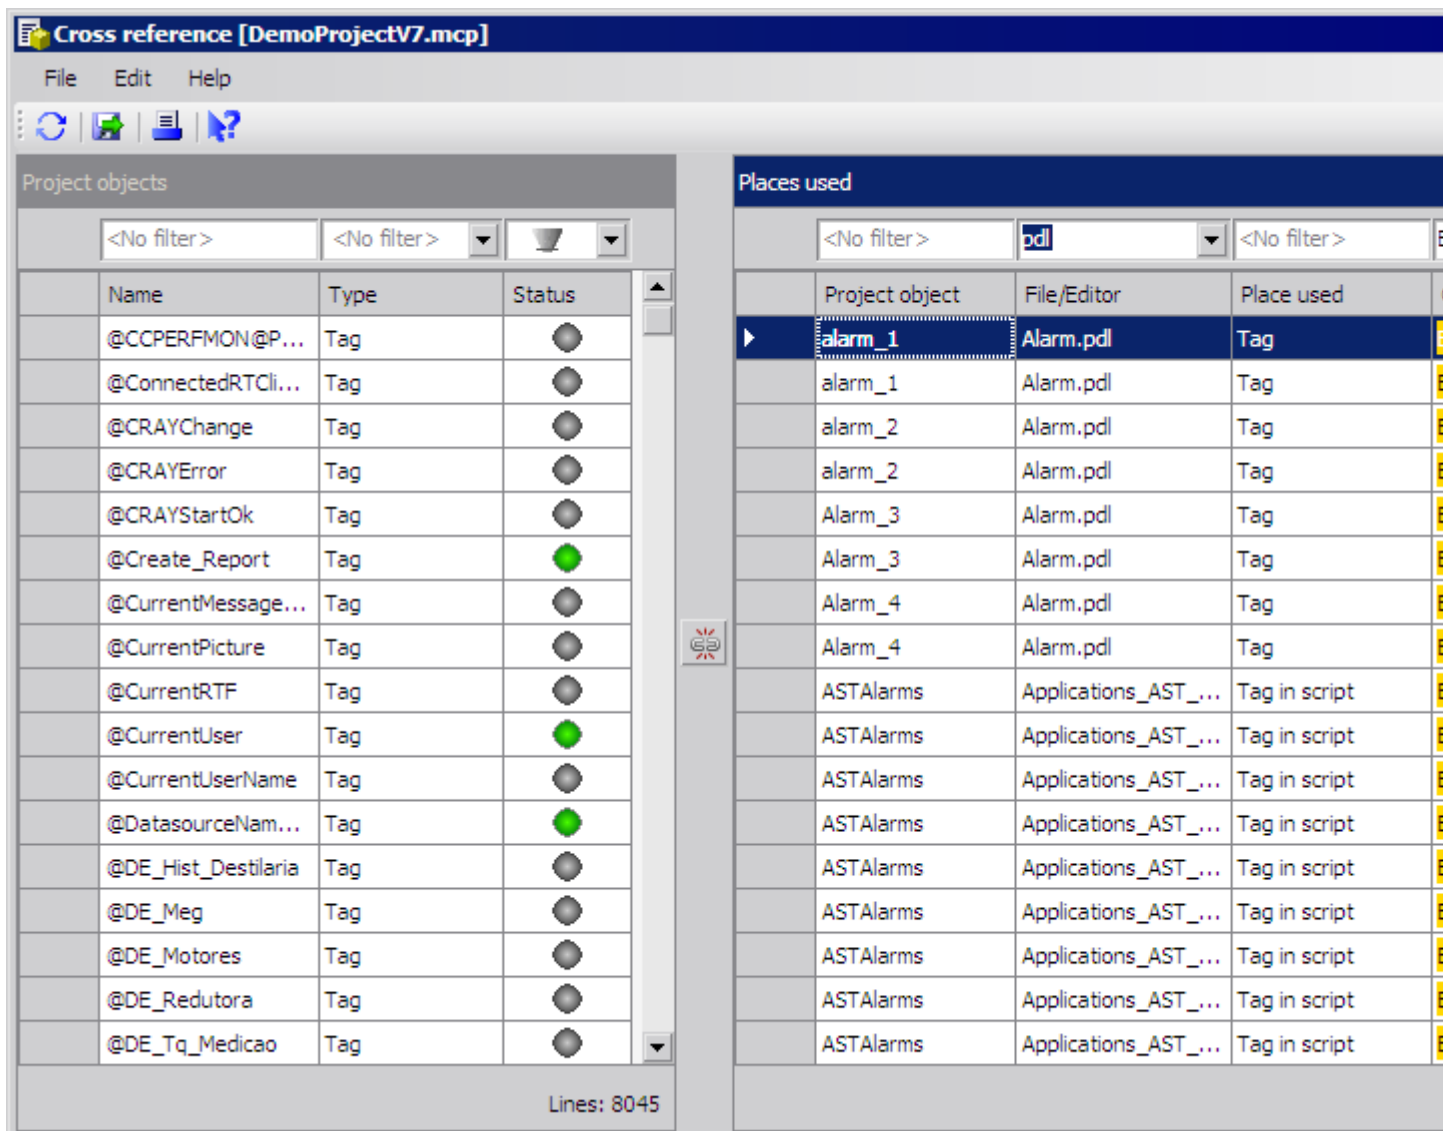 Cross reference [DemoProjectV7.mcp]
File Edit Help
Project objects
Places used
<No filter> <No filter>
<No filter> pdl <No filter>
Name Type Status
Project object File/Editor Place used
@CCPERFMON@P... Tag
alarm_1 Alarm.pdl Tag
@ConnectedRTCli... Tag
alarm_1 Alarm.pdl Tag
@CRAYChange Tag
alarm_2 Alarm.pdl Tag
@CRAYError Tag
alarm_2 Alarm.pdl Tag
@CRAYStartOk Tag
Alarm_3 Alarm.pdl Tag
@Create_Report Tag
Alarm_3 Alarm.pdl Tag
@CurrentMessage... Tag
Alarm_4 Alarm.pdl Tag
@CurrentPicture Tag
Alarm_4 Alarm.pdl Tag
@CurrentRTF Tag
ASTAlarms Applications_AST_... Tag in script
@CurrentUser Tag
ASTAlarms Applications_AST_... Tag in script
@CurrentUserName Tag
ASTAlarms Applications_AST_... Tag in script
@DatasourceNam... Tag
ASTAlarms Applications_AST_... Tag in script
@DE_Hist_Destilaria Tag
ASTAlarms Applications_AST_... Tag in script
@DE_Meg Tag
ASTAlarms Applications_AST_... Tag in script
@DE_Motores Tag
ASTAlarms Applications_AST_... Tag in script
@DE_Redutora Tag
ASTAlarms Applications_AST_... Tag in script
@DE_Tq_Medicao Tag
ASTAlarms Applications_AST_... Tag in script
Lines: 8045